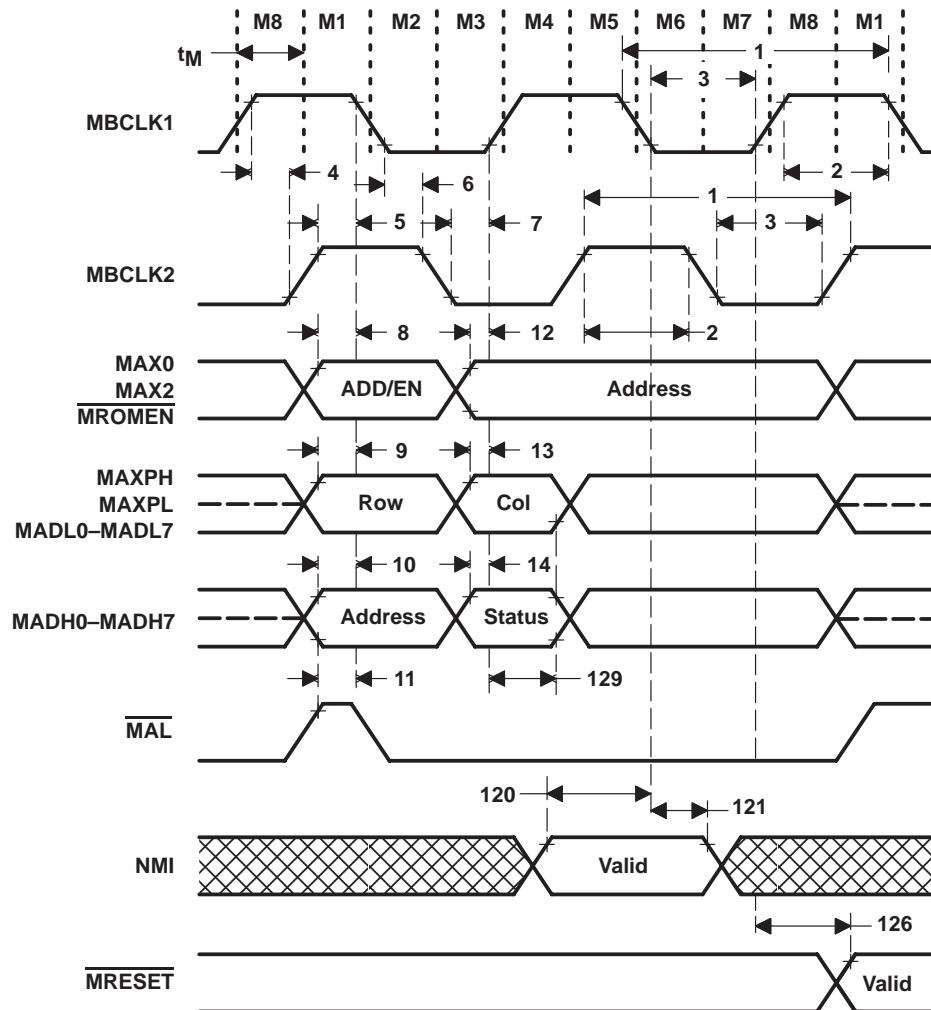 M8 M1 M2 M3 M4 M5 M6 M7 M8 M1
tM
1
3
MBCLK1
4 6 2
1
5 7 3
MBCLK2
8 12 2
MAX0
MAX2
MROMEN
ADD/EN Address
9 13
MAXPH
MAXPL
MADL0–MADL7
Row Col
10 14
MADH0–MADH7
Address Status
11 129
MAL
120 121
NMI
Valid
126
MRESET
Valid